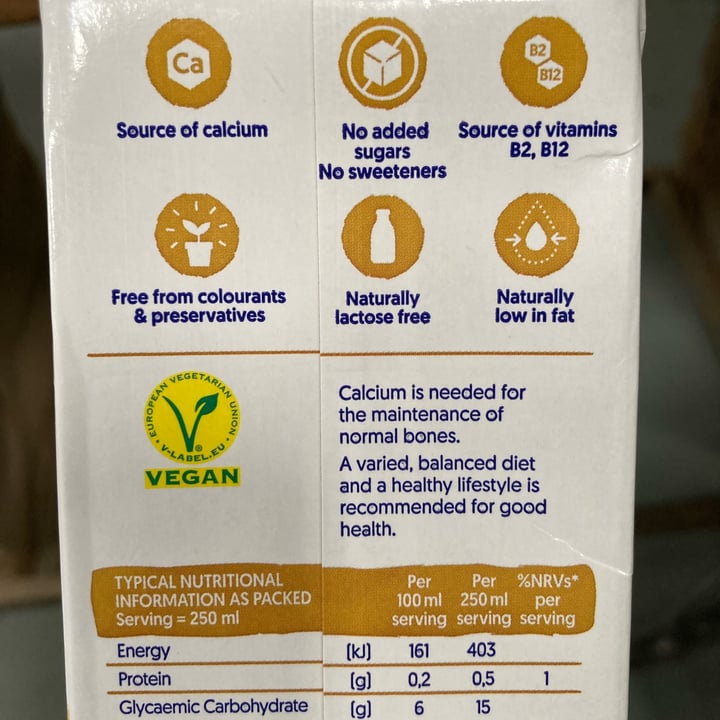 Ca
B2
B12
Source of calcium
No added
sugars
No sweeteners
Source of vitamins
B2, B12
Free from colourants
& preservatives
Naturally
lactose free
Naturally
low in fat
EUROPEAN VEGETARIAN UNION
V-LABEL.EU
®
VEGAN
Calcium is needed for
the maintenance of
normal bones.
A varied, balanced diet
and a healthy lifestyle is
recommended for good
health.
TYPICAL NUTRITIONAL
INFORMATION AS PACKED
Serving = 250 ml
Per
100 ml
serving
Per
250 ml
serving
%NRVs*
per
serving
Energy (kJ) 161 403
Protein (g) 0,2 0,5 1
Glycaemic Carbohydrate (g) 6 15